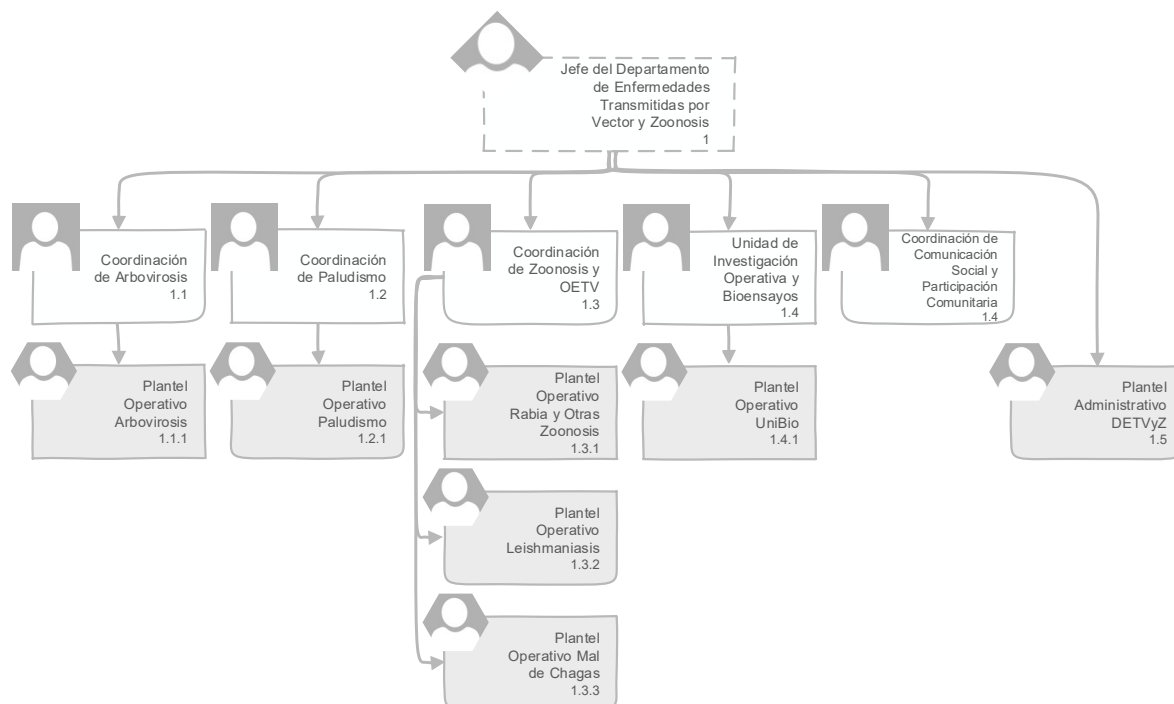 Jefe del Departamento
de Enfermedades
Transmitidas por
Vector y Zoonosis
1
Coordinación
de Arbovirosis
1.1
Coordinación
de Paludismo
1.2
Coordinación
de Zoonosis y
OETV
1.3
Unidad de
Investigación
Operativa y
Bioensayos
1.4
Coordinación de
Comunicación
Social y
Participación
Comunitaria
1.4
Plantel
Operativo
Arbovirosis
1.1.1
Plantel
Operativo
Paludismo
1.2.1
Plantel
Operativo
Rabia y Otras
Zoonosis
1.3.1
Plantel
Operativo
UniBio
1.4.1
Plantel
Administrativo
DETVyZ
1.5
Plantel
Operativo
Leishmaniasis
1.3.2
Plantel
Operativo Mal
de Chagas
1.3.3